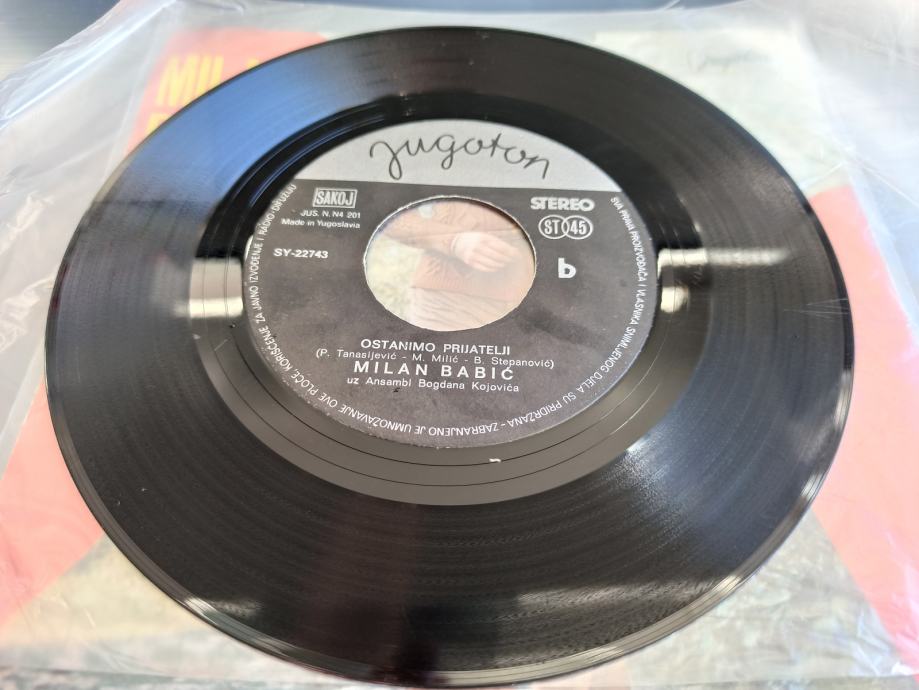 Jugoton
SAKOJ
JUS. N. N4 201
Made in Yugoslavia
SY-22743
STEREO
ST 45
b
OSTANIMO PRIJATELJI
(P. Tanasijević - M. Milić - B. Stepanović)
MILAN BABIĆ
uz Ansambl Bogdana Kojovića
SVA PRAVA PROIZVOĐAČA I VLASNIKA SNIMLJENOG DJELA SU PRIDRŽANA - ZABRANJENO JE UMNOŽAVANJE OVE PLOČE, KORIŠĆENJE ZA JAVNO IZVOĐENJE I RADIO-DIFUZIJU